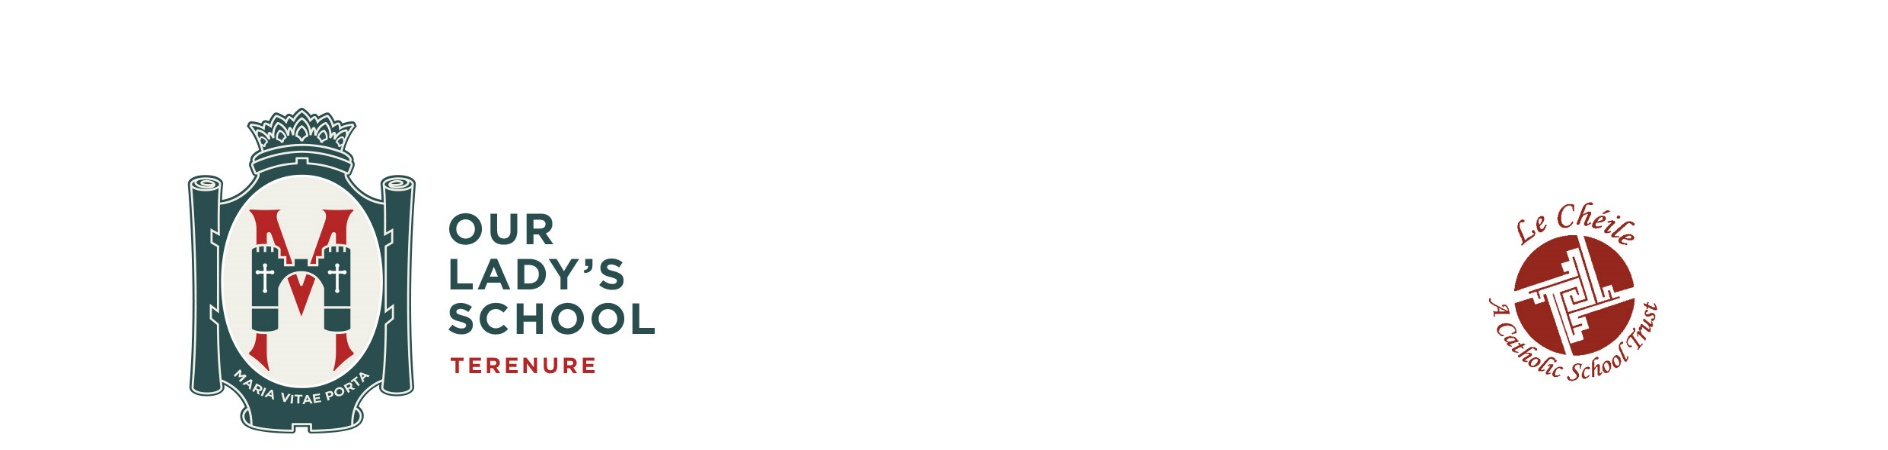 OUR
LADY'S
SCHOOL
TERENURE
MARIA VITAE PORTA
Le Chéile
A Catholic School Trust